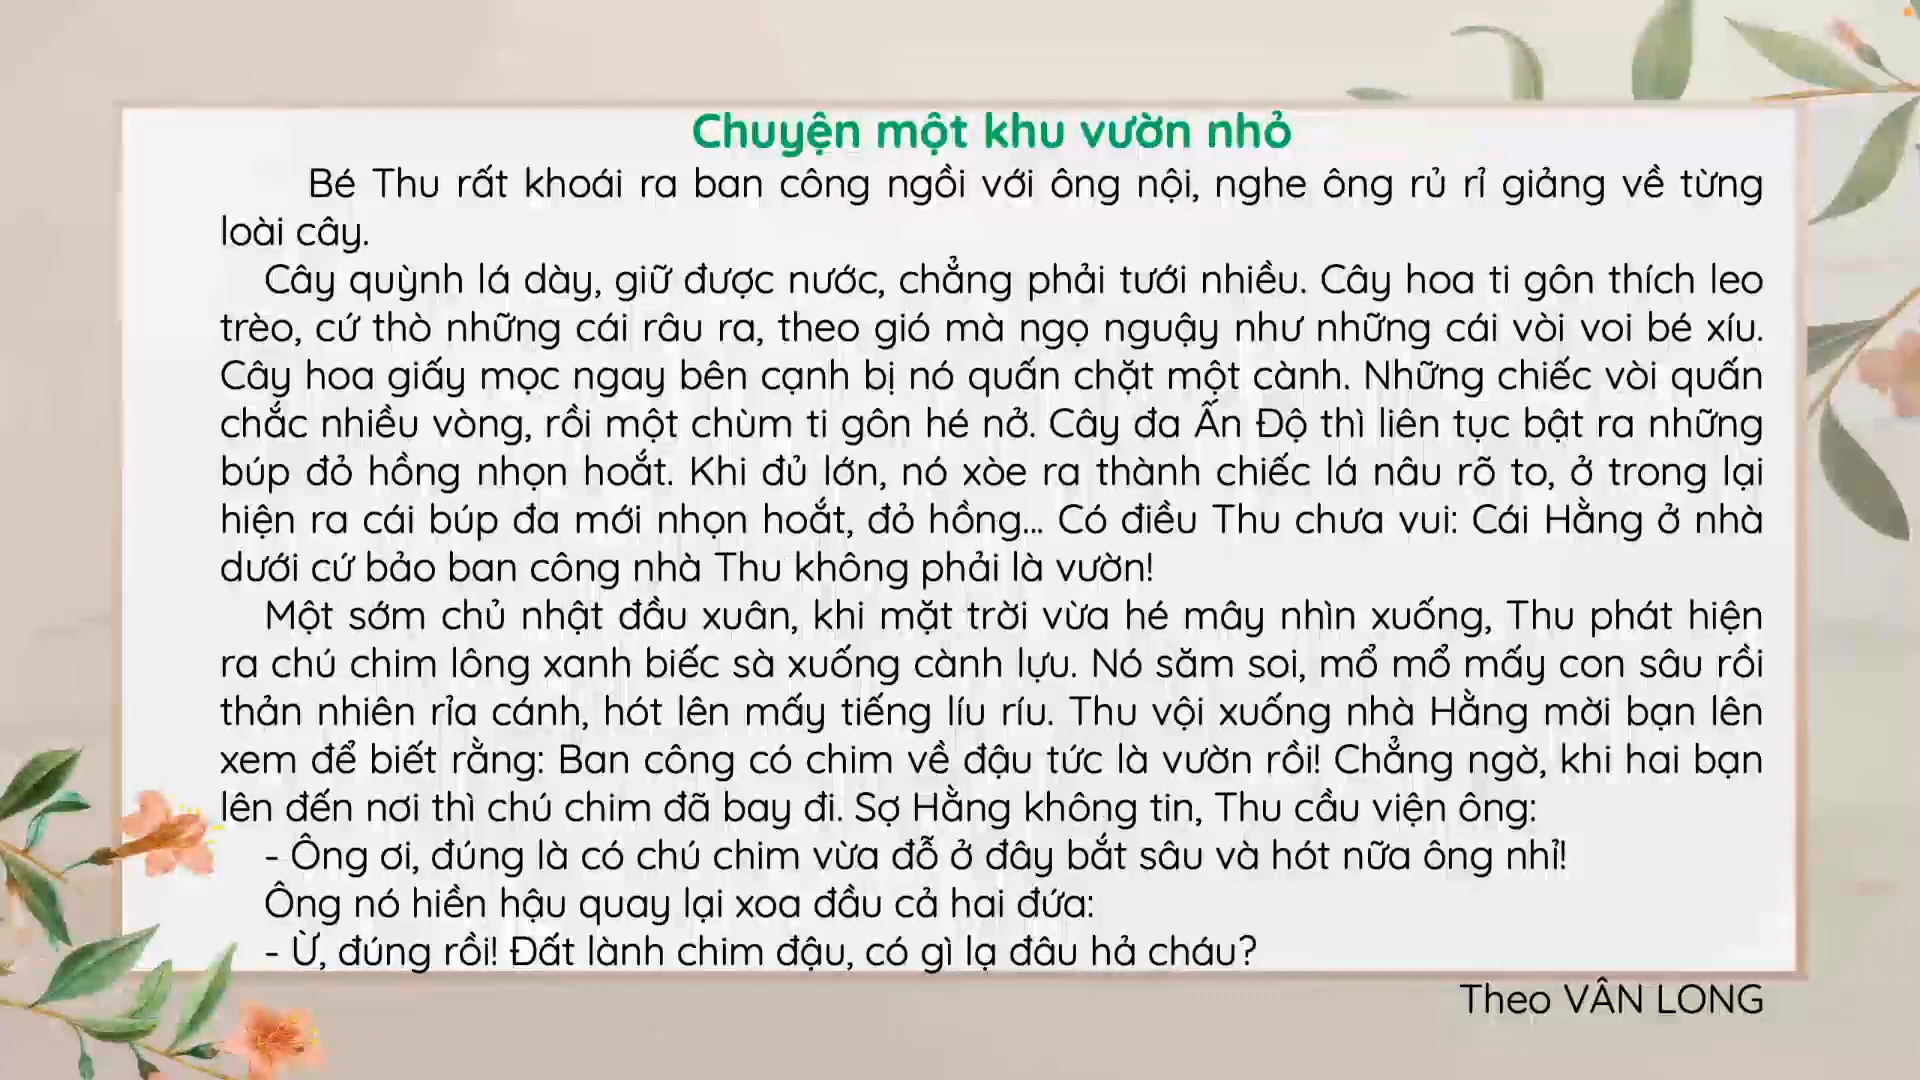 Chuyện một khu vườn nhỏ
Bé Thu rất khoái ra ban công ngồi với ông nội, nghe ông rủ rỉ giảng về từng
loài cây.
Cây quỳnh lá dày, giữ được nước, chẳng phải tưới nhiều. Cây hoa ti gôn thích leo
trèo, cứ thò những cái râu ra, theo gió mà ngọ nguậy như những cái vòi voi bé xíu.
Cây hoa giấy mọc ngay bên cạnh bị nó quấn chặt một cành. Những chiếc vòi quấn
chắc nhiều vòng, rồi một chùm ti gôn hé nở. Cây đa Ấn Độ thì liên tục bật ra những
búp đỏ hồng nhọn hoắt. Khi đủ lớn, nó xòe ra thành chiếc lá nâu rõ to, ở trong lại
hiện ra cái búp đa mới nhọn hoắt, đỏ hồng... Có điều Thu chưa vui: Cái Hằng ở nhà
dưới cứ bảo ban công nhà Thu không phải là vườn!
Một sớm chủ nhật đầu xuân, khi mặt trời vừa hé mây nhìn xuống, Thu phát hiện
ra chú chim lông xanh biếc sà xuống cành lựu. Nó săm soi, mổ mổ mấy con sâu rồi
thản nhiên rỉa cánh, hót lên mấy tiếng líu ríu. Thu vội xuống nhà Hằng mời bạn lên
xem để biết rằng: Ban công có chim về đậu tức là vườn rồi! Chẳng ngờ, khi hai bạn
lên đến nơi thì chú chim đã bay đi. Sợ Hằng không tin, Thu cầu viện ông:
- Ông ơi, đúng là có chú chim vừa đỗ ở đây bắt sâu và hót nữa ông nhỉ!
Ông nó hiền hậu quay lại xoa đầu cả hai đứa:
- Ừ, đúng rồi! Đất lành chim đậu, có gì lạ đâu hả cháu?
Theo VÂN LONG